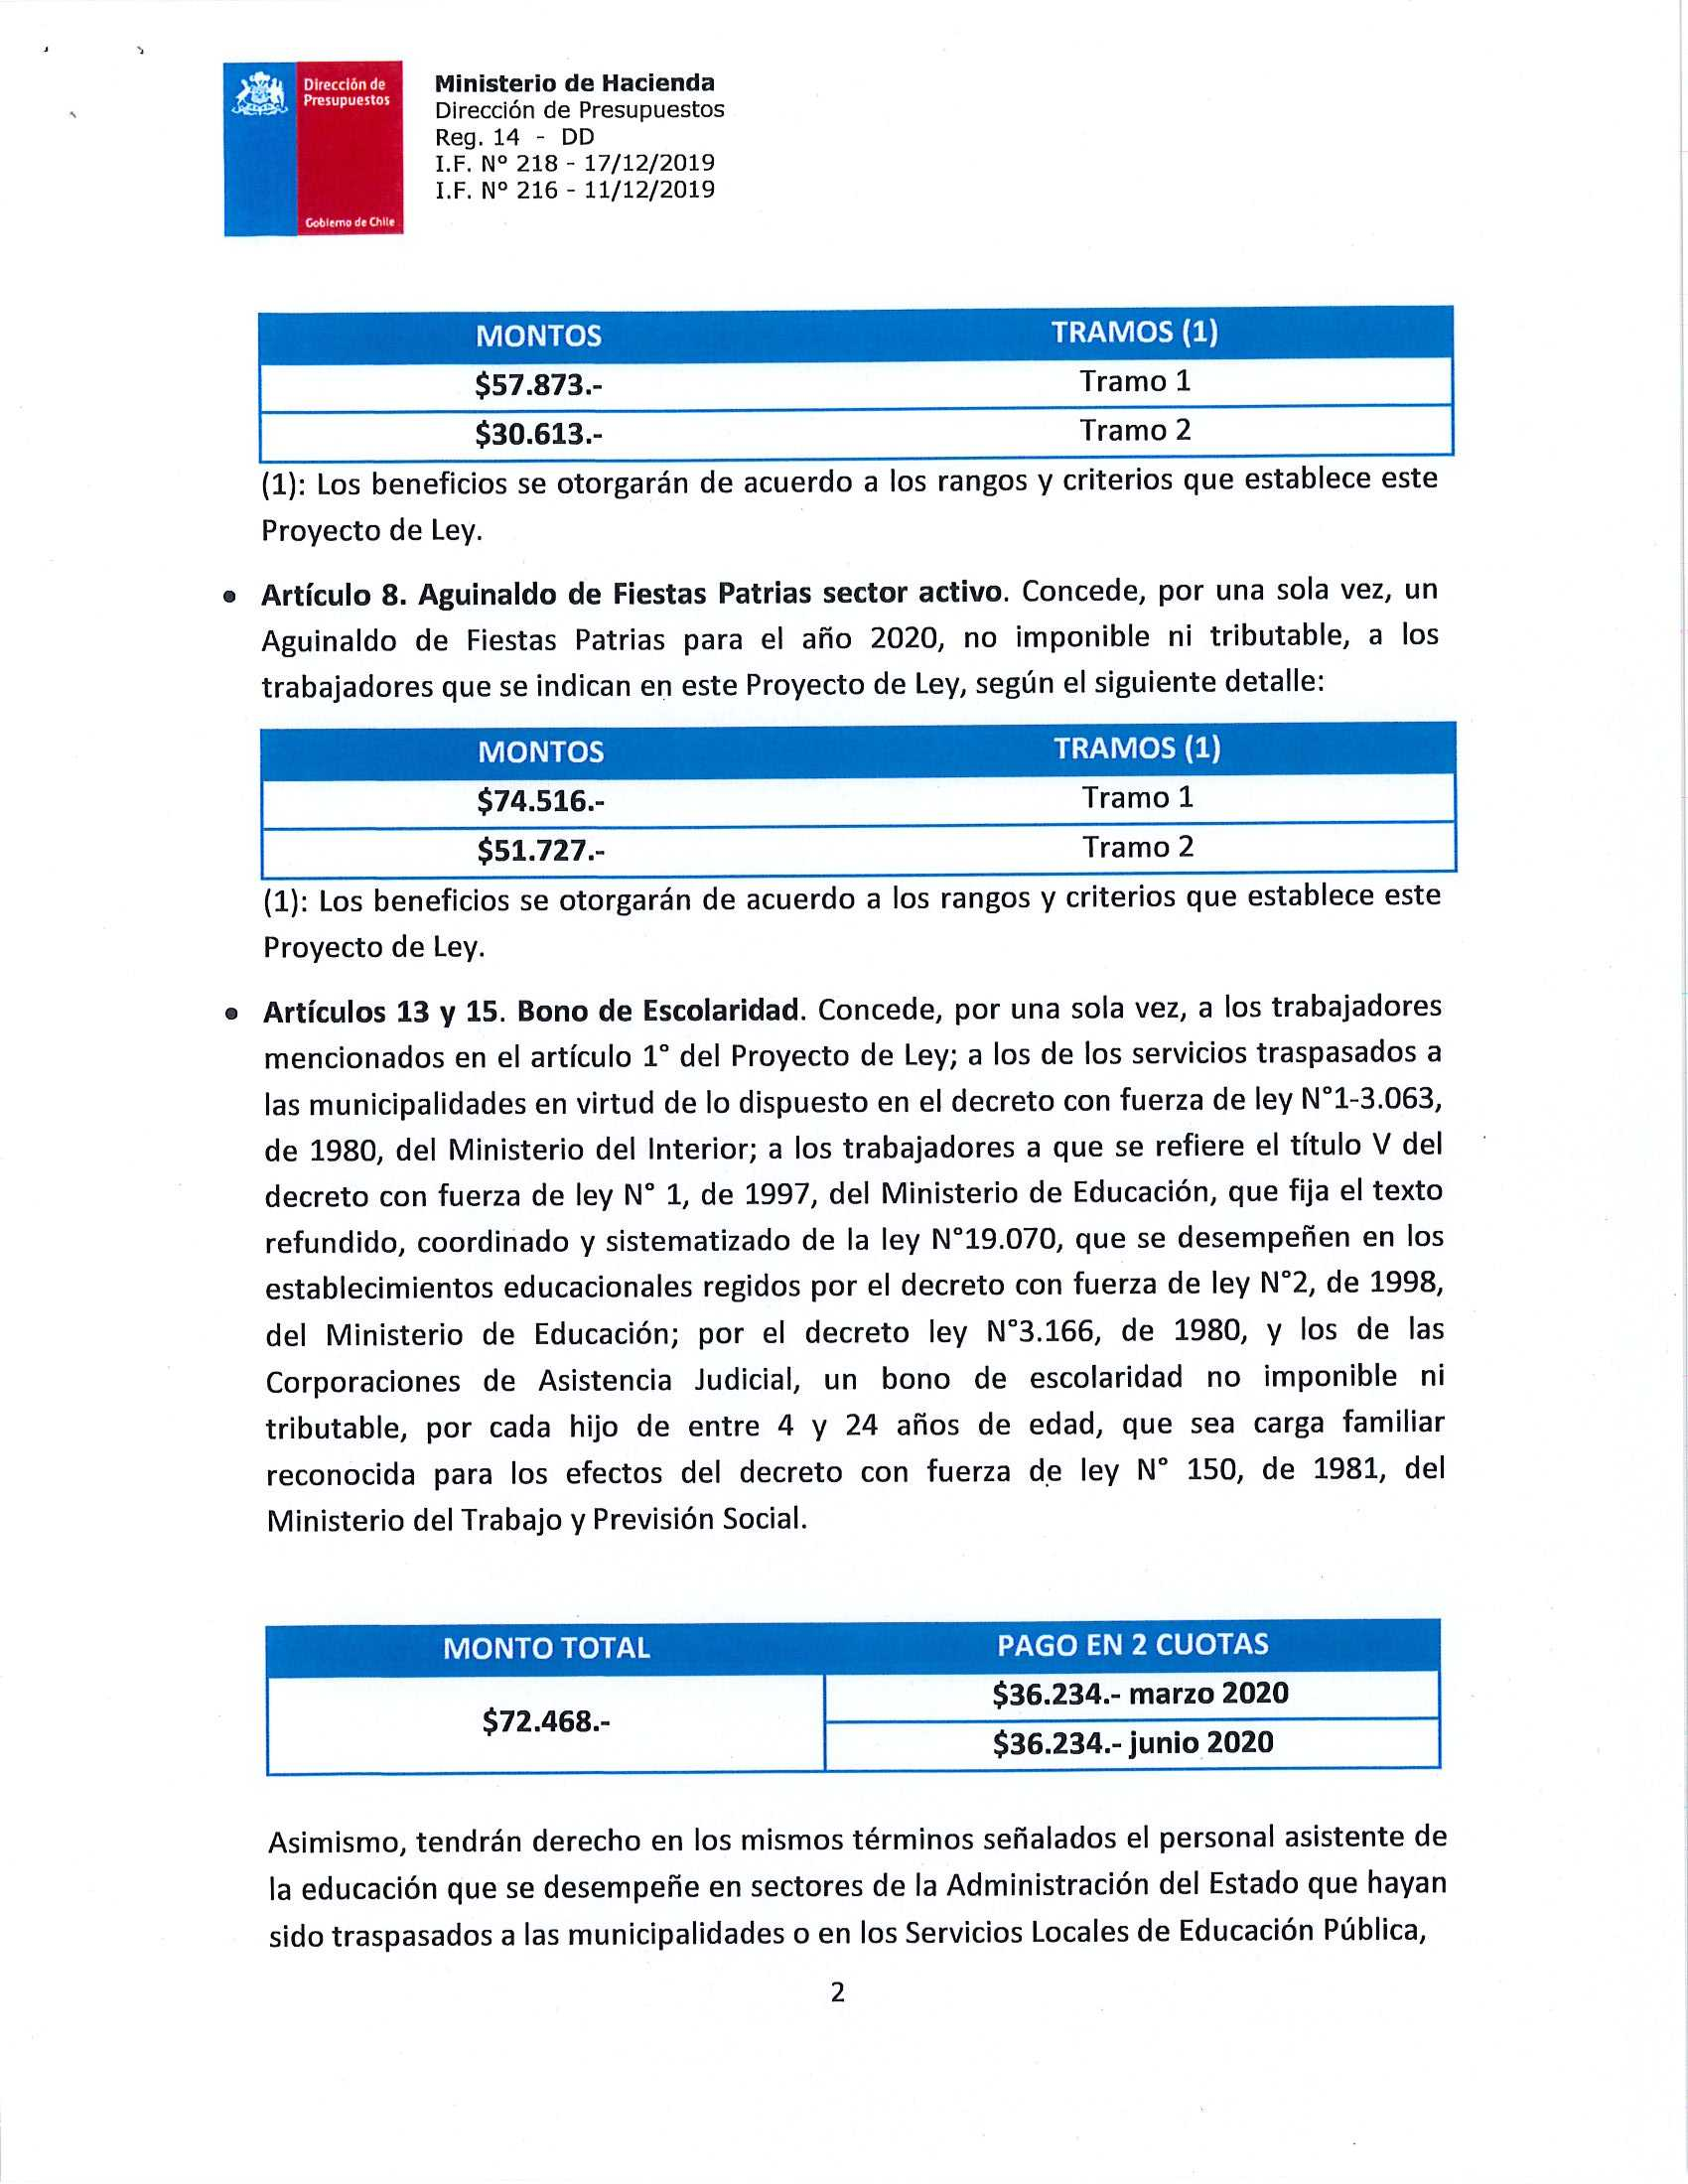 Dirección de
Presupuestos
Gobierno de Chile
Ministerio de Hacienda
Dirección de Presupuestos
Reg. 14 - DD
I.F. Nº 218 - 17/12/2019
I.F. Nº 216 - 11/12/2019
MONTOS TRAMOS (1)
$57.873.- Tramo 1
$30.613.- Tramo 2
(1): Los beneficios se otorgarán de acuerdo a los rangos y criterios que establece este
Proyecto de Ley.
• Artículo 8. Aguinaldo de Fiestas Patrias sector activo. Concede, por una sola vez, un
Aguinaldo de Fiestas Patrias para el año 2020, no imponible ni tributable, a los
trabajadores que se indican en este Proyecto de Ley, según el siguiente detalle:
MONTOS TRAMOS (1)
$74.516.- Tramo 1
$51.727.- Tramo 2
(1): Los beneficios se otorgarán de acuerdo a los rangos y criterios que establece este
Proyecto de Ley.
• Artículos 13 y 15. Bono de Escolaridad. Concede, por una sola vez, a los trabajadores
mencionados en el artículo 1° del Proyecto de Ley; a los de los servicios traspasados a
las municipalidades en virtud de lo dispuesto en el decreto con fuerza de ley N°1-3.063,
de 1980, del Ministerio del Interior; a los trabajadores a que se refiere el título V del
decreto con fuerza de ley N° 1, de 1997, del Ministerio de Educación, que fija el texto
refundido, coordinado y sistematizado de la ley N°19.070, que se desempeñen en los
establecimientos educacionales regidos por el decreto con fuerza de ley N°2, de 1998,
del Ministerio de Educación; por el decreto ley N°3.166, de 1980, y los de las
Corporaciones de Asistencia Judicial, un bono de escolaridad no imponible ni
tributable, por cada hijo de entre 4 y 24 años de edad, que sea carga familiar
reconocida para los efectos del decreto con fuerza de ley N° 150, de 1981, del
Ministerio del Trabajo y Previsión Social.
MONTO TOTAL PAGO EN 2 CUOTAS
$72.468.- $36.234.- marzo 2020
$36.234.- junio 2020
Asimismo, tendrán derecho en los mismos términos señalados el personal asistente de
la educación que se desempeñe en sectores de la Administración del Estado que hayan
sido traspasados a las municipalidades o en los Servicios Locales de Educación Pública,
2